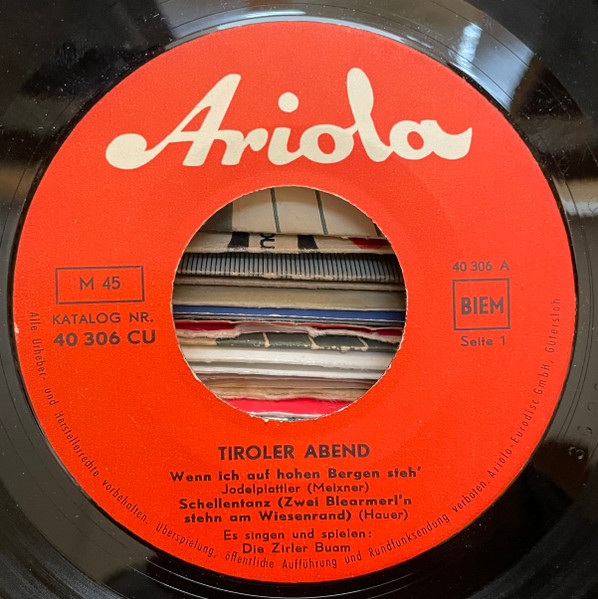 Ariola
M 45
KATALOG NR.
40 306 CU
40 306 A
BIEM
Seite 1
TIROLER ABEND
Wenn ich auf hohen Bergen steh'
Jodelplattler (Meixner)
Schellentanz (Zwei Blearmerl'n
stehn am Wiesenrand) (Hauer)
Es singen und spielen:
Die Zirler Buam
Alle Urheber- und Herstellerrechte vorbehalten. Überspielung, öffentliche Aufführung und Rundfunksendung verboten. Ariola-Eurodisc GmbH, Gütersloh